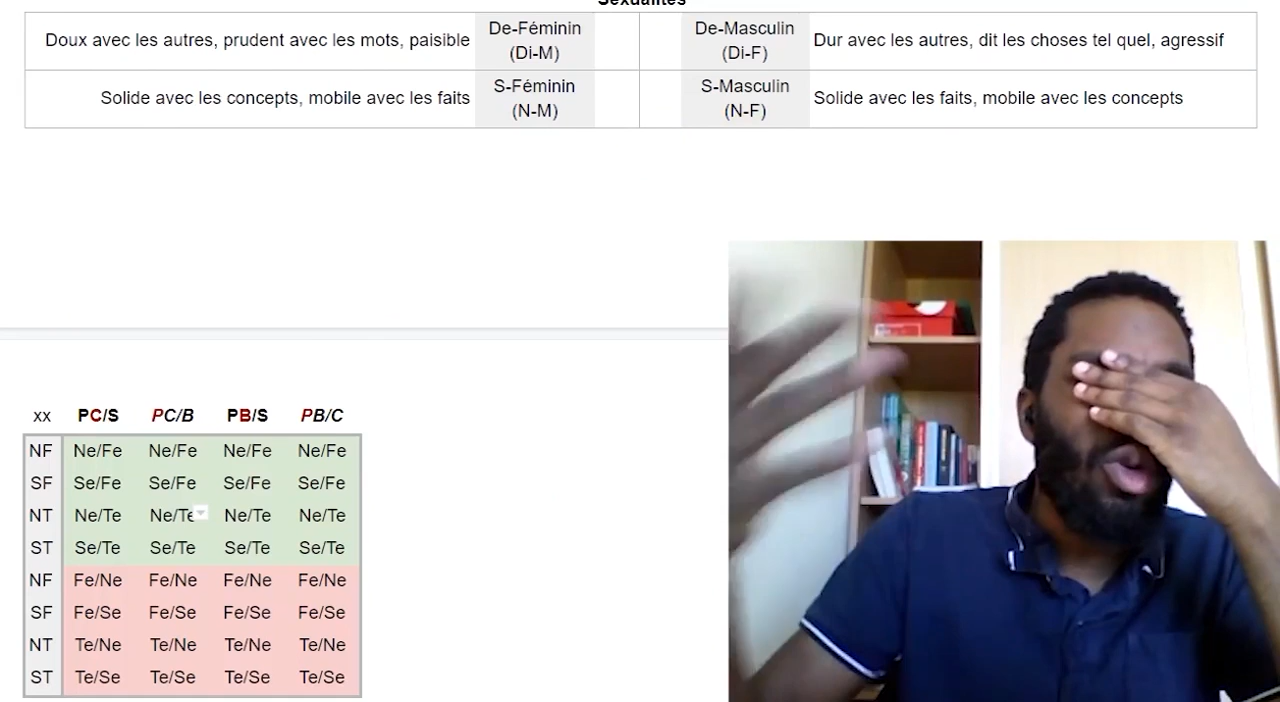 Sexualités
Doux avec les autres, prudent avec les mots, paisible De-Féminin (Di-M) De-Masculin (Di-F) Dur avec les autres, dit les choses tel quel, agressif
Solide avec les concepts, mobile avec les faits S-Féminin (N-M) S-Masculin (N-F) Solide avec les faits, mobile avec les concepts
xx PC/S PC/B PB/S PB/C
NF Ne/Fe Ne/Fe Ne/Fe Ne/Fe
SF Se/Fe Se/Fe Se/Fe Se/Fe
NT Ne/Te Ne/Te Ne/Te Ne/Te
ST Se/Te Se/Te Se/Te Se/Te
NF Fe/Ne Fe/Ne Fe/Ne Fe/Ne
SF Fe/Se Fe/Se Fe/Se Fe/Se
NT Te/Ne Te/Ne Te/Ne Te/Ne
ST Te/Se Te/Se Te/Se Te/Se